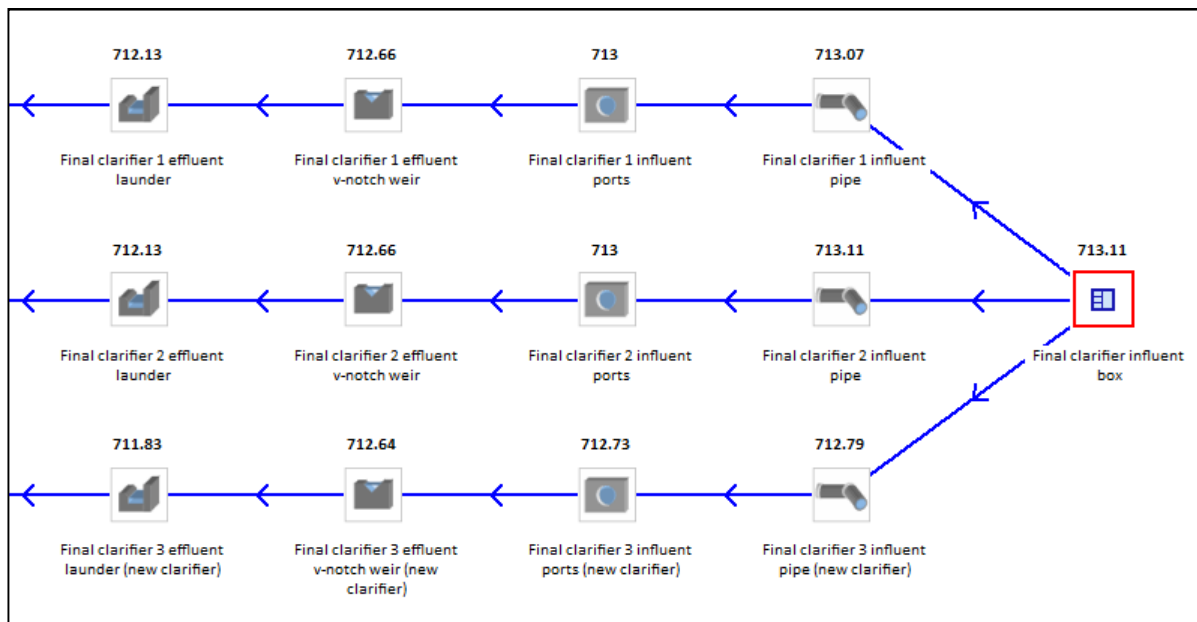 712.13
712.66
713
713.07
Final clarifier 1 effluent
launder
Final clarifier 1 effluent
v-notch weir
Final clarifier 1 influent
ports
Final clarifier 1 influent
pipe
712.13
712.66
713
713.11
713.11
Final clarifier 2 effluent
launder
Final clarifier 2 effluent
v-notch weir
Final clarifier 2 influent
ports
Final clarifier 2 influent
pipe
Final clarifier influent
box
711.83
712.64
712.73
712.79
Final clarifier 3 effluent
launder (new clarifier)
Final clarifier 3 effluent
v-notch weir (new
clarifier)
Final clarifier 3 influent
ports (new clarifier)
Final clarifier 3 influent
pipe (new clarifier)